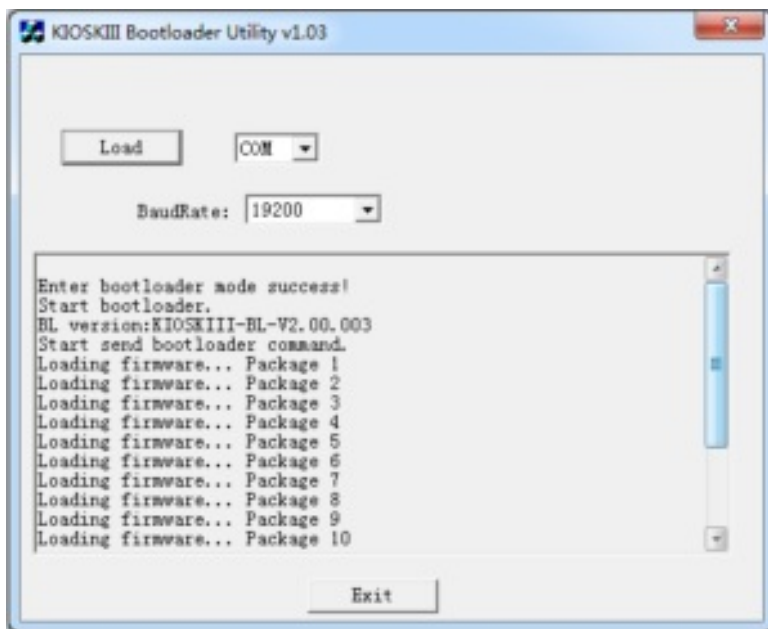 KIOSKIII Bootloader Utility v1.03
Load
COM
BaudRate:
19200
Enter bootloader mode success!
Start bootloader.
BL version:KIOSKIII-BL-V2.00.003
Start send bootloader command.
Loading firmware... Package 1
Loading firmware... Package 2
Loading firmware... Package 3
Loading firmware... Package 4
Loading firmware... Package 5
Loading firmware... Package 6
Loading firmware... Package 7
Loading firmware... Package 8
Loading firmware... Package 9
Loading firmware... Package 10
Exit